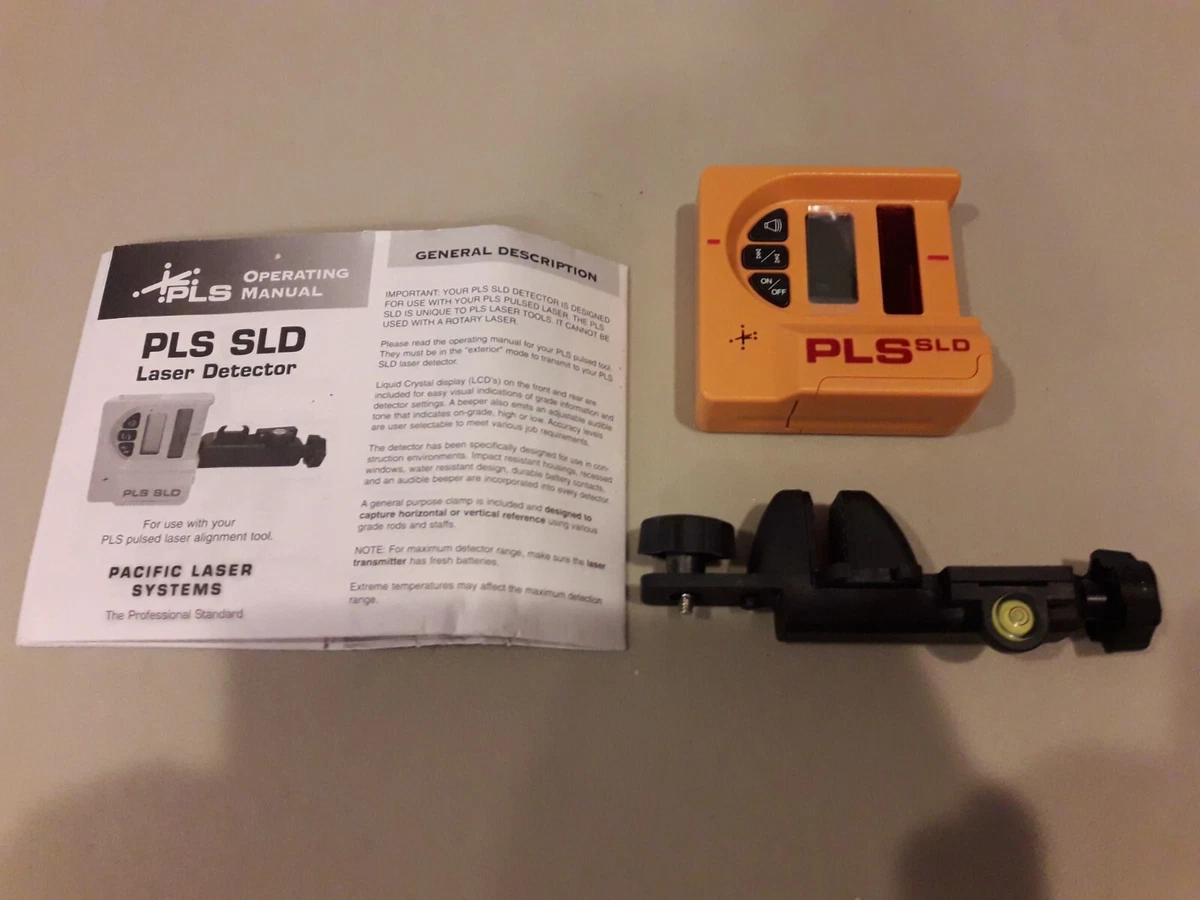 PLS
OPERATING
MANUAL
PLS SLD
Laser Detector
PLS SLD
For use with your
PLS pulsed laser alignment tool.
PACIFIC LASER
SYSTEMS
The Professional Standard
GENERAL DESCRIPTION
IMPORTANT: YOUR PLS SLD DETECTOR IS DESIGNED
FOR USE WITH YOUR PLS PULSED LASER. THE PLS
SLD IS UNIQUE TO PLS LASER TOOLS. IT CANNOT BE
USED WITH A ROTARY LASER.
Please read the operating manual for your PLS pulsed tool.
They must be in the "exterior" mode to transmit to your PLS
SLD laser detector.
Liquid Crystal display (LCD's) on the front and rear are
included for easy visual indications of grade information and
detector settings. A beeper also emits an adjustable audible
tone that indicates on-grade, high or low. Accuracy levels
are user selectable to meet various job requirements.
The detector has been specifically designed for use in con-
struction environments. Impact resistant housings, recessed
windows, water resistant design, durable battery contacts,
and an audible beeper are incorporated into every detector.
A general purpose clamp is included and designed to
capture horizontal or vertical reference using various
grade rods and staffs.
NOTE: For maximum detector range, make sure the laser
transmitter has fresh batteries.
Extreme temperatures may affect the maximum detection
range.
ON/OFF
PLS SLD